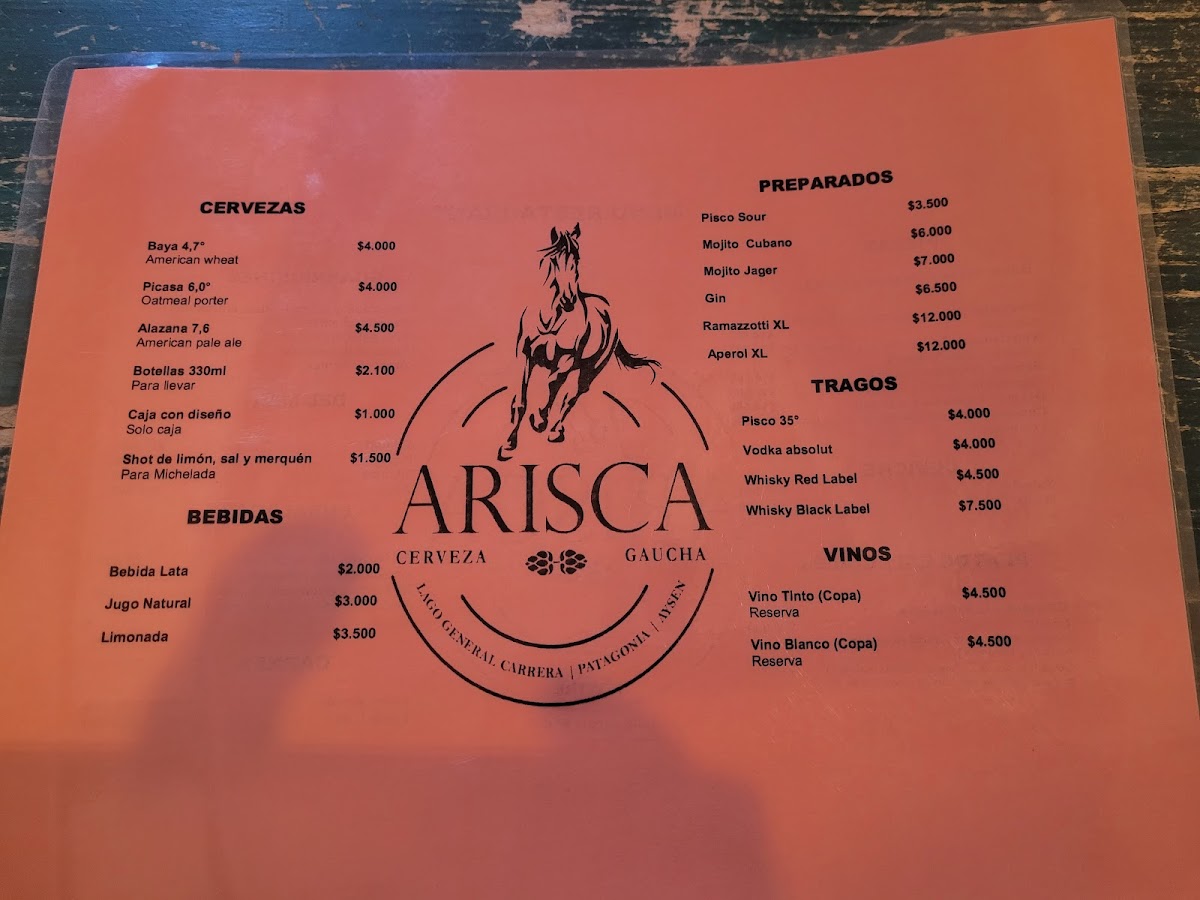 CERVEZAS
Baya 4,7° $4.000
American wheat
Picasa 6,0° $4.000
Oatmeal porter
Alazana 7,6 $4.500
American pale ale
Botellas 330ml $2.100
Para llevar
Caja con diseño $1.000
Solo caja
Shot de limón, sal y merquén $1.500
Para Michelada
BEBIDAS
Bebida Lata $2.000
Jugo Natural $3.000
Limonada $3.500
ARISCA
CERVEZA GAUCHA
LAGO GENERAL CARRERA | PATAGONIA | AYSEN
PREPARADOS
Pisco Sour $3.500
Mojito Cubano $6.000
Mojito Jager $7.000
Gin $6.500
Ramazzotti XL $12.000
Aperol XL $12.000
TRAGOS
Pisco 35° $4.000
Vodka absolut $4.000
Whisky Red Label $4.500
Whisky Black Label $7.500
VINOS
Vino Tinto (Copa) $4.500
Reserva
Vino Blanco (Copa) $4.500
Reserva